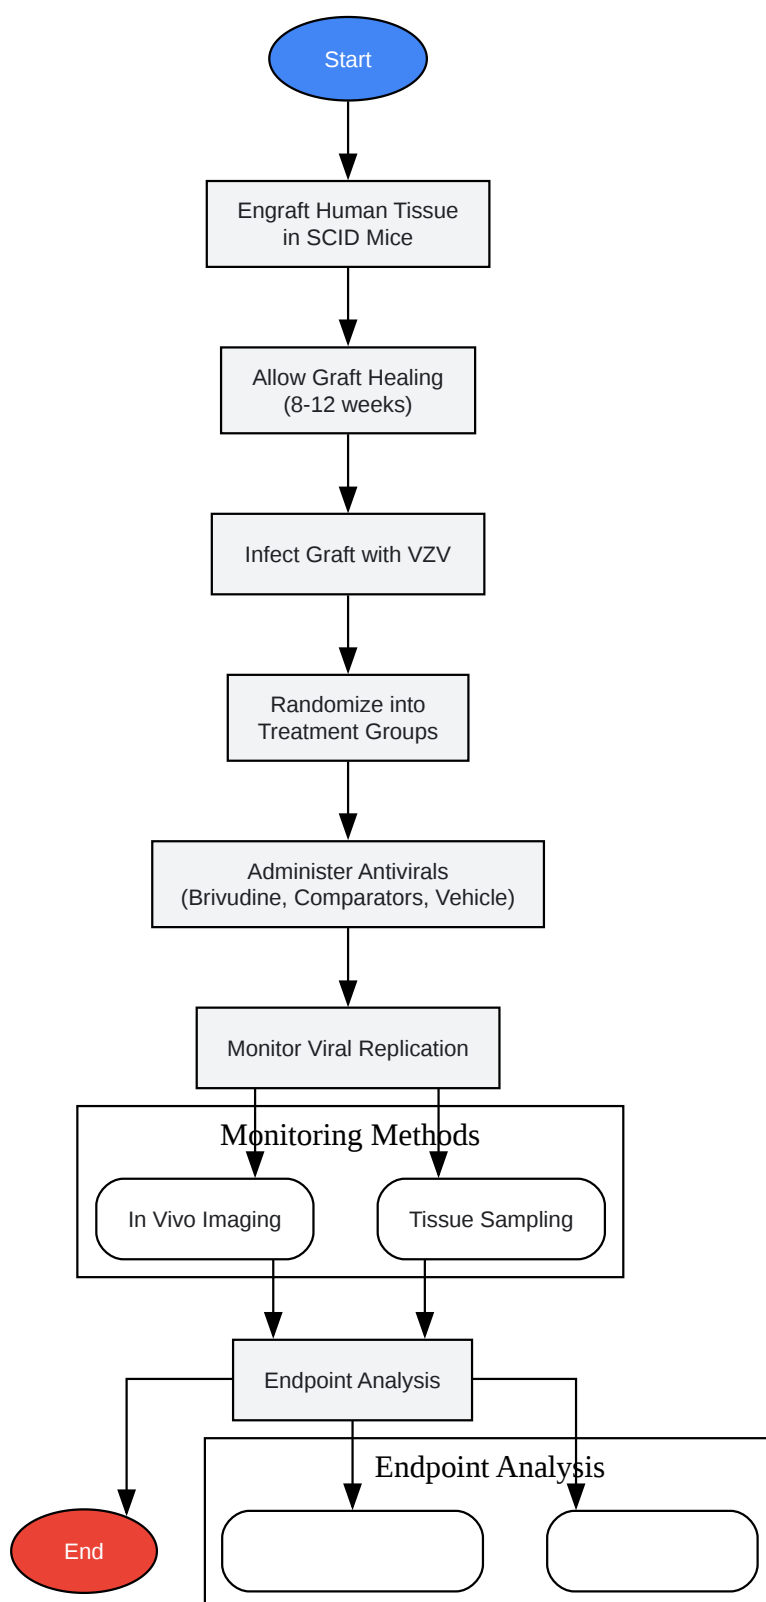 Start
Engraft Human Tissue
in SCID Mice
Allow Graft Healing
(8-12 weeks)
Infect Graft with VZV
Randomize into
Treatment Groups
Administer Antivirals
(Brivudine, Comparators, Vehicle)
Monitor Viral Replication
Monitoring Methods
In Vivo Imaging
Tissue Sampling
Endpoint Analysis
Endpoint Analysis
End